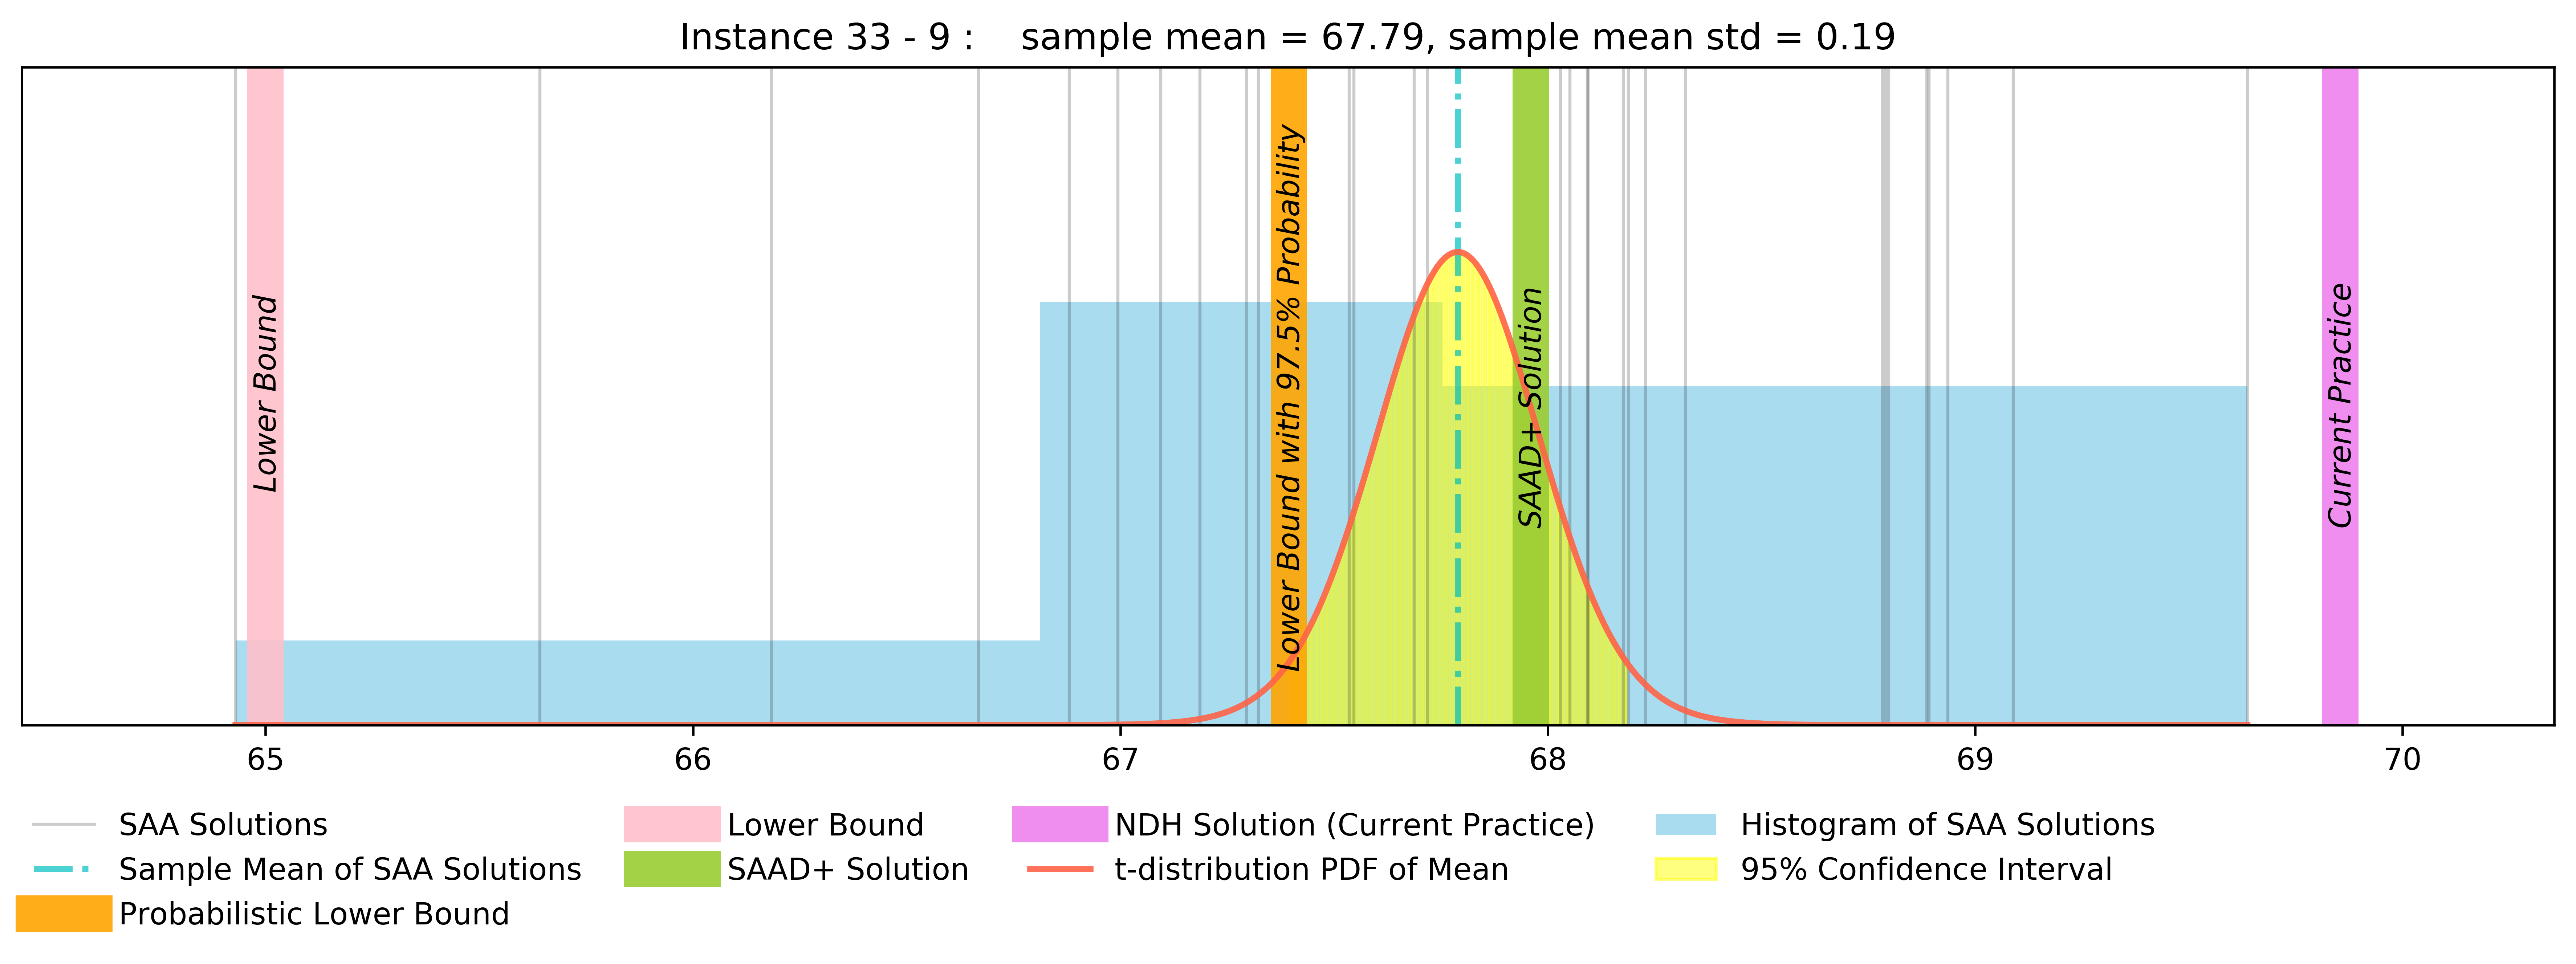 Instance 33 - 9 :    sample mean = 67.79, sample mean std = 0.19
Lower Bound
Lower Bound with 97.5% Probability
SAAD+ Solution
Current Practice
65 66 67 68 69 70
SAA Solutions
Sample Mean of SAA Solutions
Probabilistic Lower Bound
Lower Bound
SAAD+ Solution
NDH Solution (Current Practice)
t-distribution PDF of Mean
Histogram of SAA Solutions
95% Confidence Interval